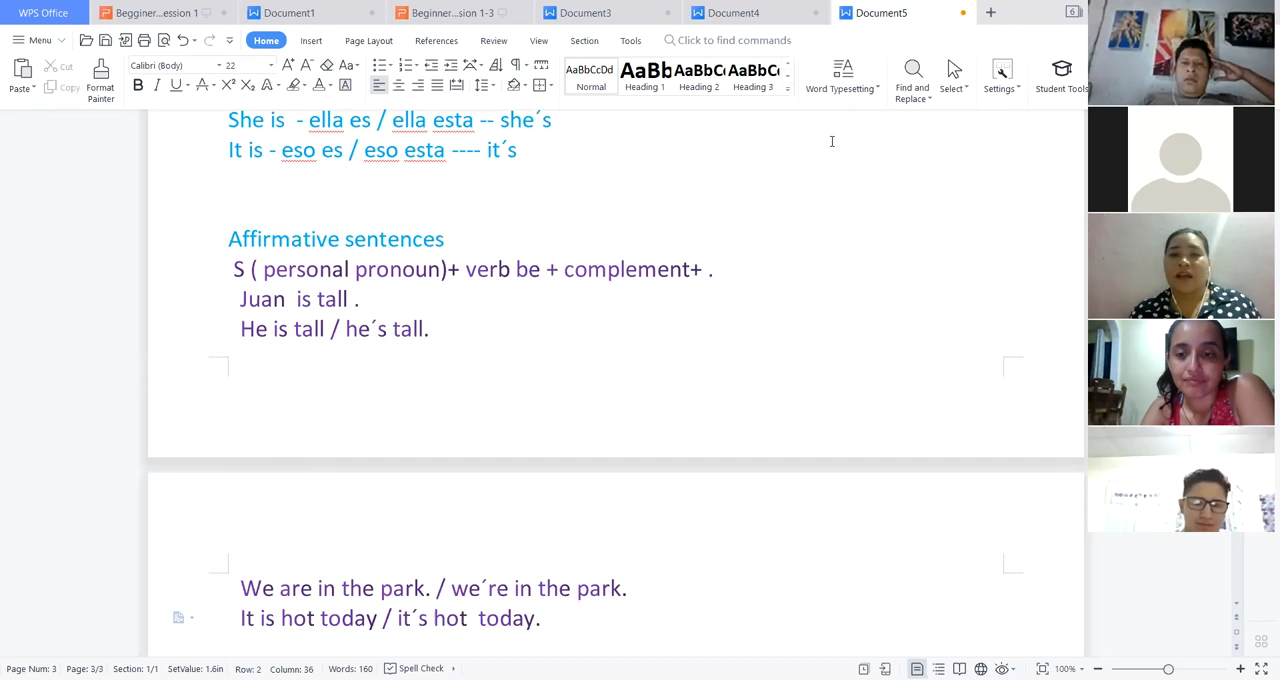 WPS Office
Begginer...ession 1
Document1
Beginner...sion 1-3
Document3
Document4
Document5
+
6
Menu
Home
Insert
Page Layout
References
Review
View
Section
Tools
Click to find commands
Paste
Cut
Copy
Format
Painter
Calibri (Body)
22
AaBbCcDd
Normal
AaBb
Heading 1
AaBbC
Heading 2
AaBbC
Heading 3
Word Typesetting
Find and
Replace
Select
Settings
Student Tools
She is  - ella es / ella esta -- she´s
It is - eso es / eso esta ---- it´s
Affirmative sentences
S ( personal pronoun)+ verb be + complement+ .
Juan  is tall .
He is tall / he´s tall.
We are in the park. / we´re in the park.
It is hot today / it´s hot  today.
Page Num: 3
Page: 3/3
Section: 1/1
SetValue: 1.6in
Row: 2
Column: 36
Words: 160
Spell Check
100%